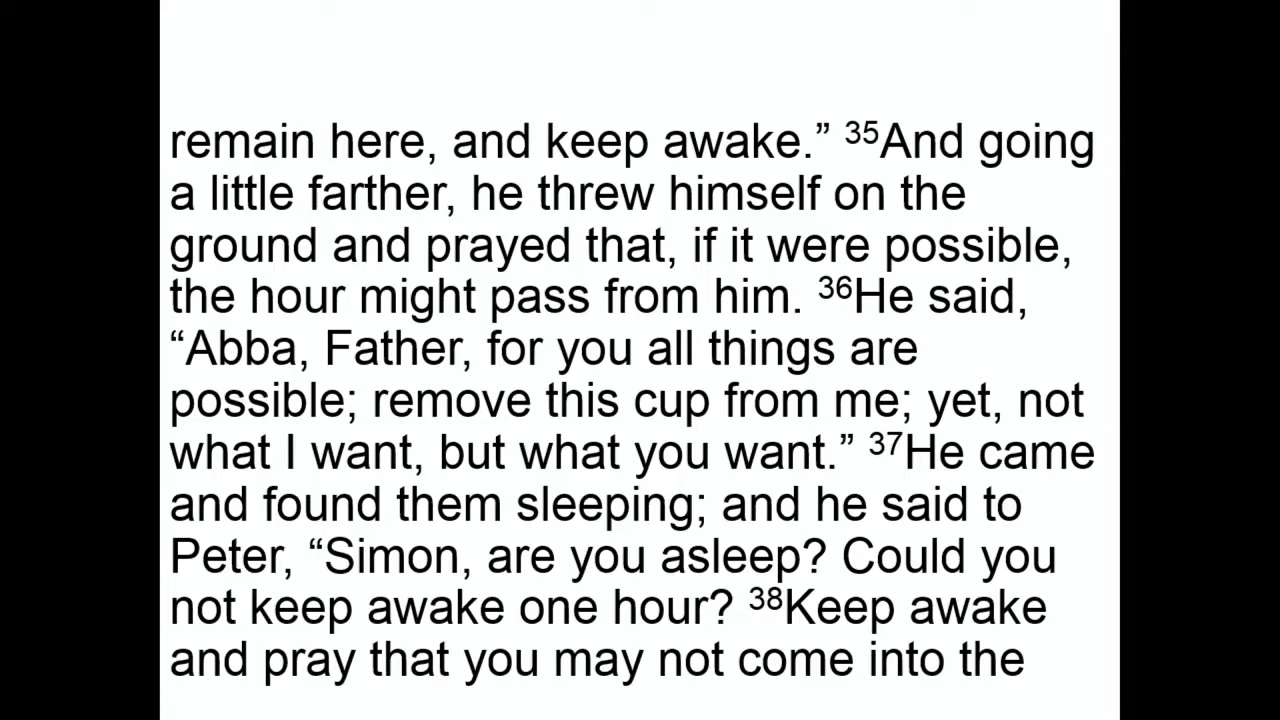 remain here, and keep awake.” ³⁵And going
a little farther, he threw himself on the
ground and prayed that, if it were possible,
the hour might pass from him. ³⁶He said,
“Abba, Father, for you all things are
possible; remove this cup from me; yet, not
what I want, but what you want.” ³⁷He came
and found them sleeping; and he said to
Peter, “Simon, are you asleep? Could you
not keep awake one hour? ³⁸Keep awake
and pray that you may not come into the